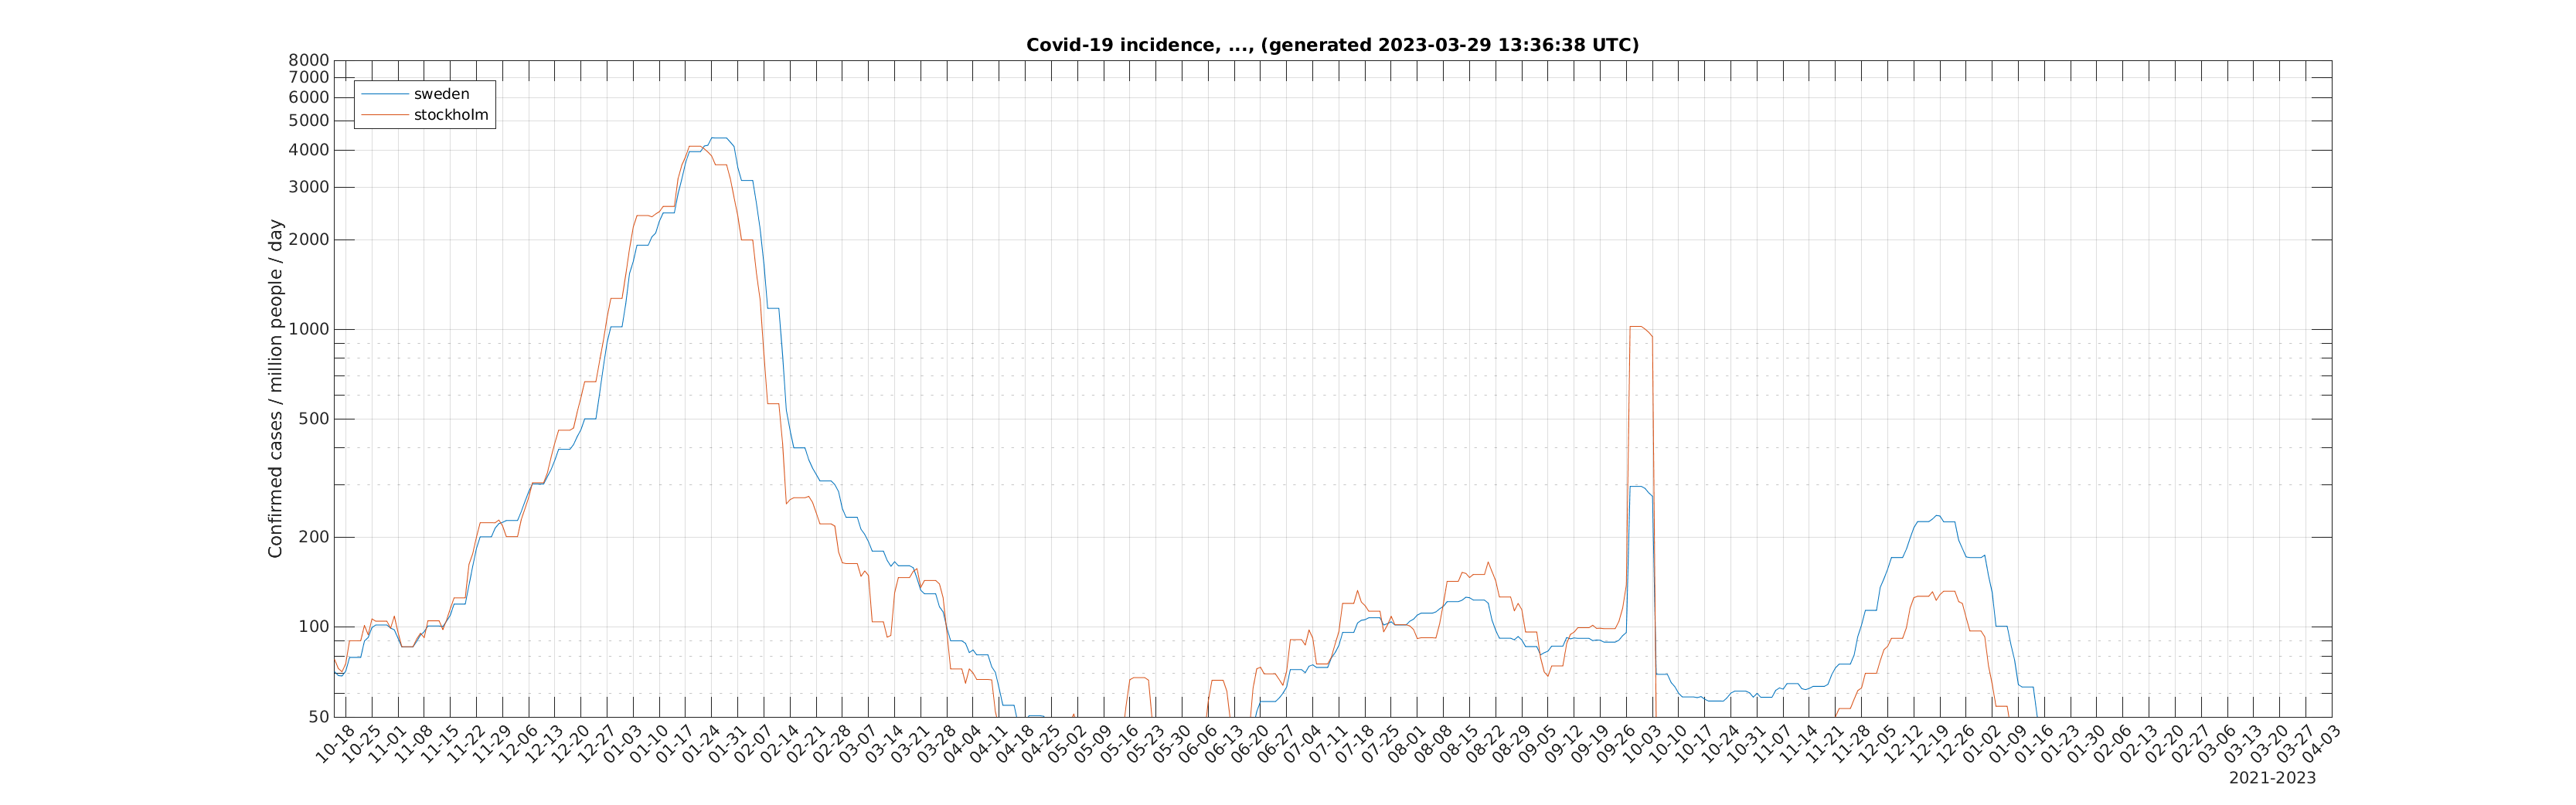 Covid-19 incidence, ..., (generated 2023-03-29 13:36:38 UTC)
8000
7000
6000
5000
4000
3000
2000
1000
500
200
100
50
Confirmed cases / million people / day
sweden
stockholm
10-18 10-25 11-01 11-08 11-15 11-22 11-29 12-06 12-13 12-20 12-27 01-03 01-10 01-17 01-24 01-31 02-07 02-14 02-21 02-28 03-07 03-14 03-21 03-28 04-04 04-11 04-18 04-25 05-02 05-09 05-16 05-23 05-30 06-06 06-13 06-20 06-27 07-04 07-11 07-18 07-25 08-01 08-08 08-15 08-22 08-29 09-05 09-12 09-19 09-26 10-03 10-10 10-17 10-24 10-31 11-07 11-14 11-21 11-28 12-05 12-12 12-19 12-26 01-02 01-09 01-16 01-23 01-30 02-06 02-13 02-20 02-27 03-06 03-13 03-20 03-27 04-03
2021-2023